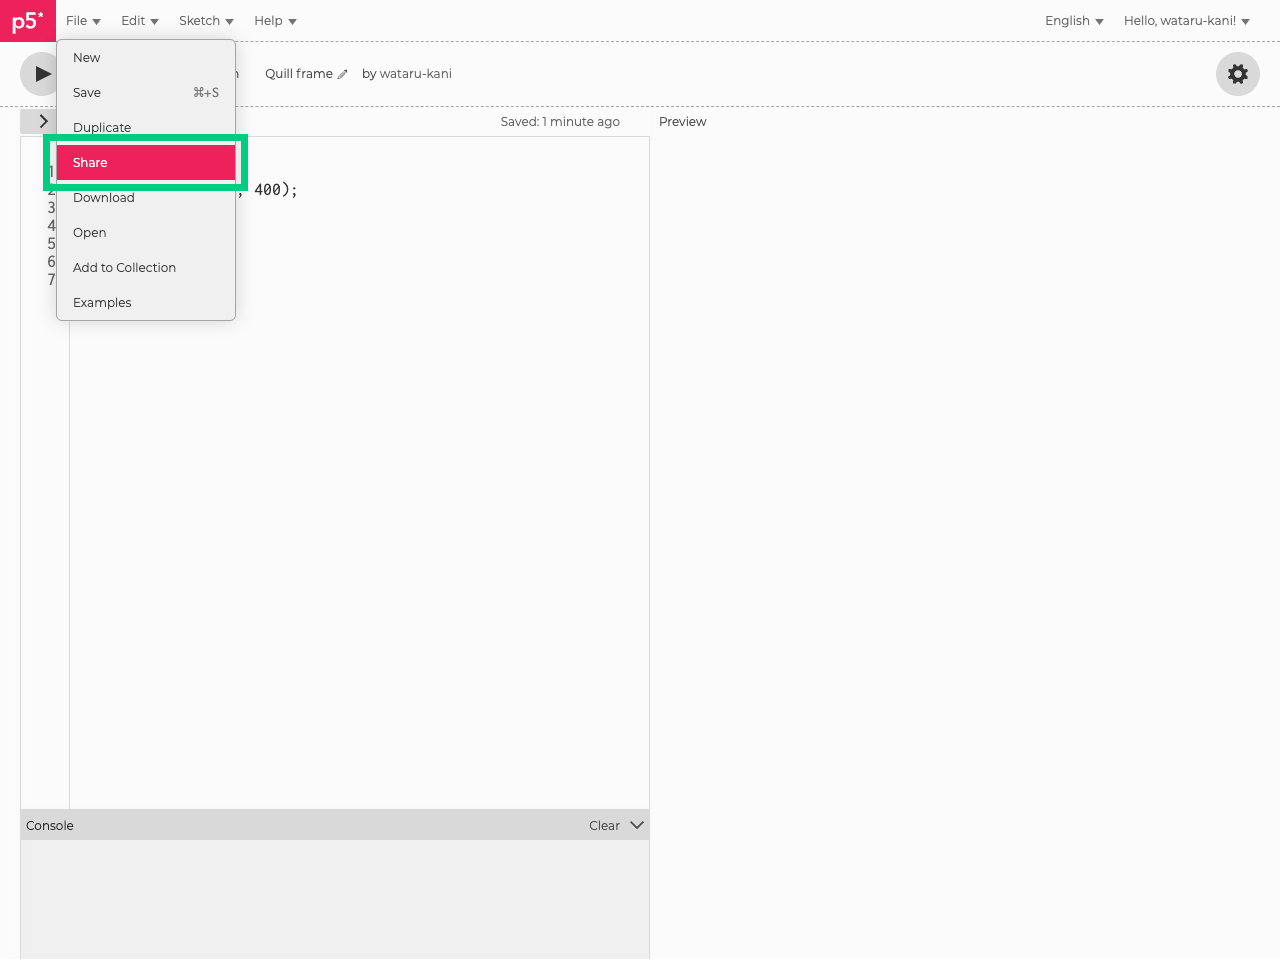 p5*
File
Edit
Sketch
Help
English
Hello, wataru-kani!
New
Save ⌘+S
Duplicate
Share
Download
Open
Add to Collection
Examples
Quill frame
by wataru-kani
Saved: 1 minute ago
Preview
1
2 , 400);
3
4
5
6
7
Console
Clear